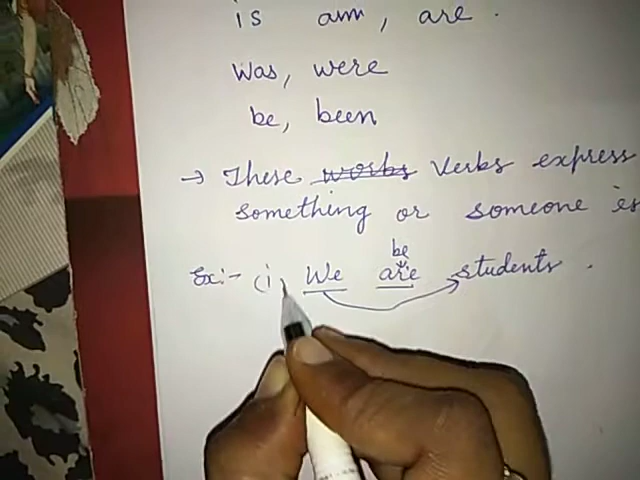 is am, are.
was, were
be, been
→ These worbs verbs express
something or someone is
be
Ex:- (i) We are students.